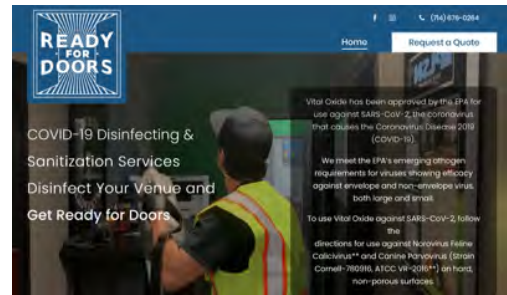 READY
FOR
DOORS
(714) 676-0264
Home
Request a Quote
COVID-19 Disinfecting &
Sanitization Services
Disinfect Your Venue and
Get Ready for Doors
Vital Oxide has been approved by the EPA for
use against SARS-CoV-2, the coronavirus
that causes the Coronavirus Disease 2019
(COVID-19).
We meet the EPA's emerging athogen
requirements for viruses showing efficacy
against envelope and non-envelope virus,
both large and small.
To use Vital Oxide against SARS-CoV-2, follow
the
directions for use against Norovirus Feline
Calicivirus** and Canine Parvovirus (Strain
Cornell-780916, ATCC VR-2016**) on hard,
non-porous surfaces.